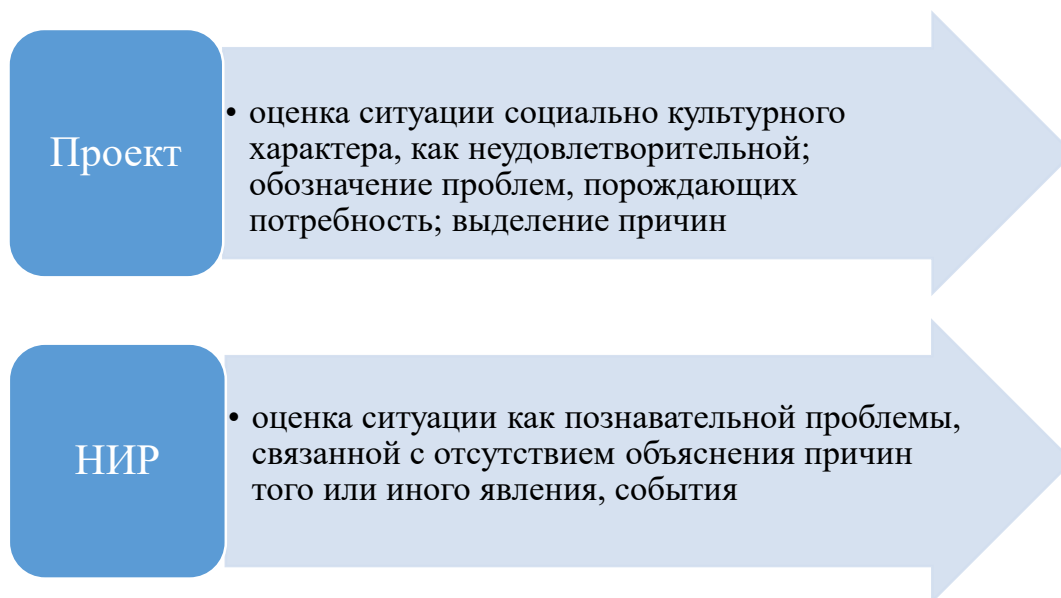 Проект
• оценка ситуации социально культурного
характера, как неудовлетворительной;
обозначение проблем, порождающих
потребность; выделение причин
НИР
• оценка ситуации как познавательной проблемы,
связанной с отсутствием объяснения причин
того или иного явления, события